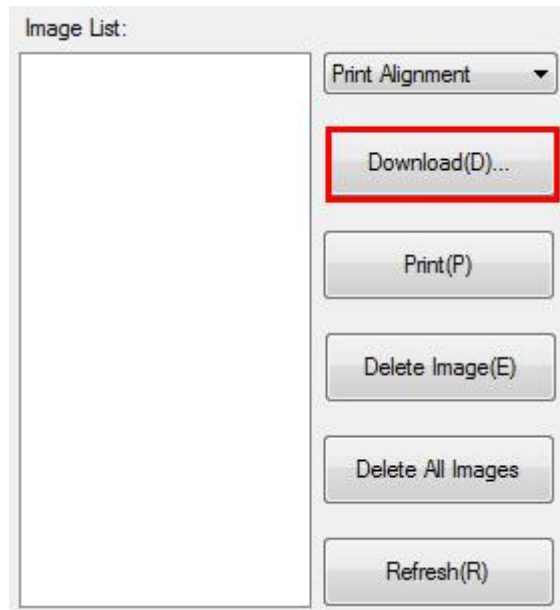 Image List:
Print Alignment
Download(D)...
Print(P)
Delete Image(E)
Delete All Images
Refresh(R)